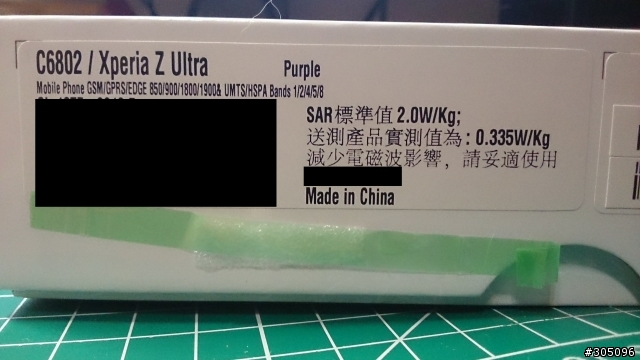 C6802 / Xperia Z Ultra
Purple
Mobile Phone GSM/GPRS/EDGE 850/900/1800/1900& UMTS/HSPA Bands 1/2/4/5/8
SAR標準值 2.0W/Kg;
送測產品實測值為: 0.335W/Kg
減少電磁波影響, 請妥適使用
Made in China
#305096